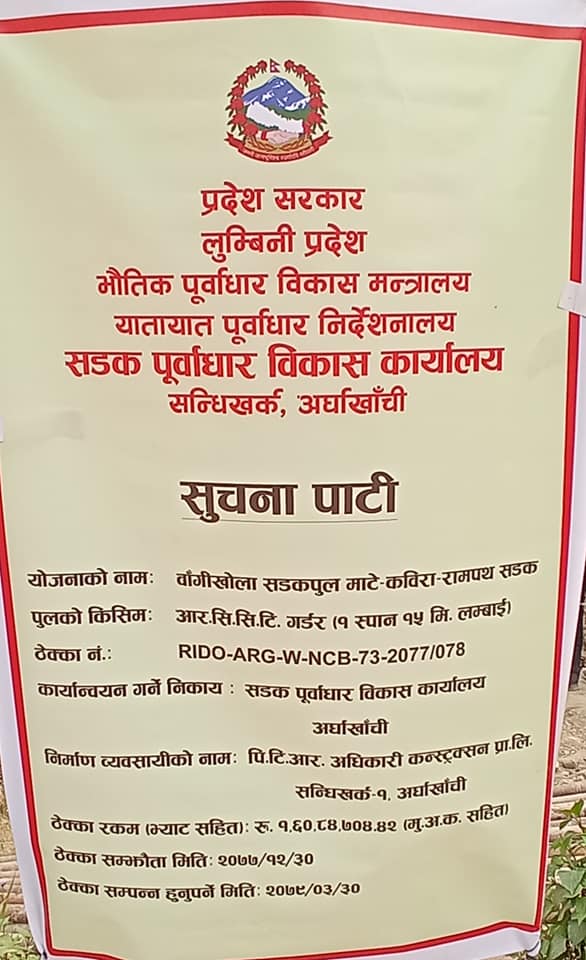 प्रदेश सरकार
लुम्बिनी प्रदेश
भौतिक पूर्वाधार विकास मन्त्रालय
यातायात पूर्वाधार निर्देशनालय
सडक पूर्वाधार विकास कार्यालय
सन्धिखर्क, अर्घाखाँची
सुचना पाटी
योजनाको नामः वाँगीखोला सडकपुल माटे-कविरा-रामपथ सडक
पुलको किसिमः आर.सि.सि.टि. गर्डर (१ स्पान १५ मि. लम्बाई)
ठेक्का नं.: RIDO-ARG-W-NCB-73-2077/078
कार्यान्वयन गर्ने निकाय : सडक पूर्वाधार विकास कार्यालय
अर्घाखाँची
निर्माण व्यवसायीको नामः पि.टि.आर. अधिकारी कन्स्ट्रक्सन प्रा.लि.
सन्धिखर्क-१, अर्घाखाँची
ठेक्का रकम (भ्याट सहित): रु. १,६०,८४,७०४.४२ (मु.अ.क. सहित)
ठेक्का सम्झौता मिति: २०७७/१२/३०
ठेक्का सम्पन्न हुनुपर्ने मिति: २०७९/०३/३०